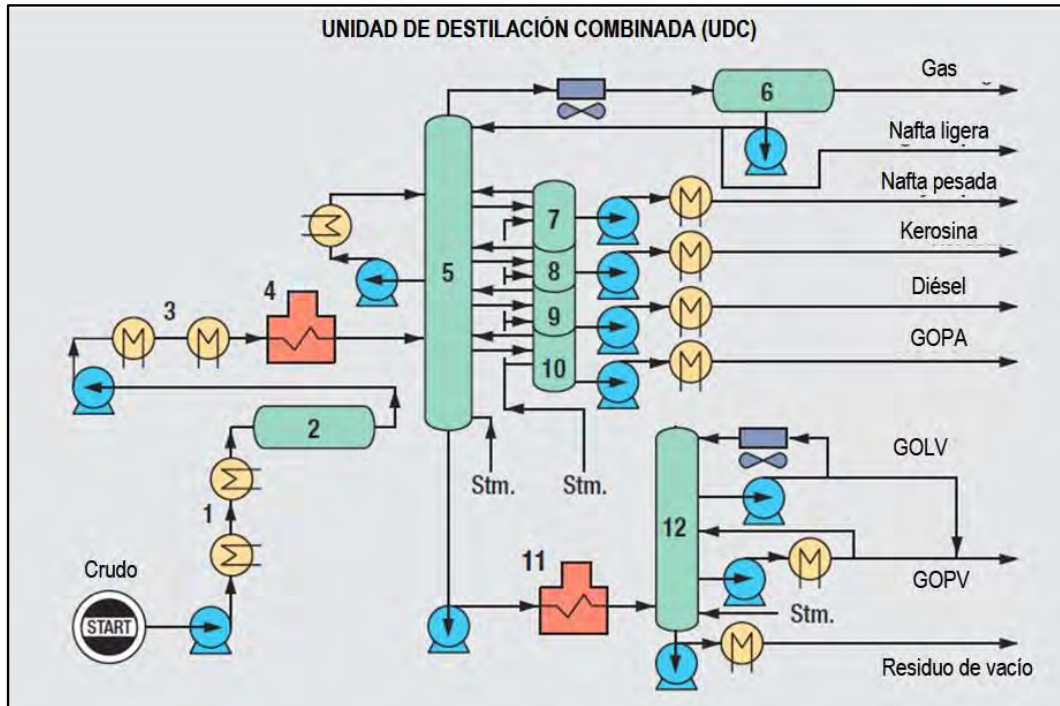 UNIDAD DE DESTILACIÓN COMBINADA (UDC)
Gas
6
Nafta ligera
Nafta pesada
7
Kerosina
5
8
4
Diésel
3
9
GOPA
10
2
Stm.
Stm.
GOLV
1
12
11
Crudo
GOPV
START
Stm.
Residuo de vacío